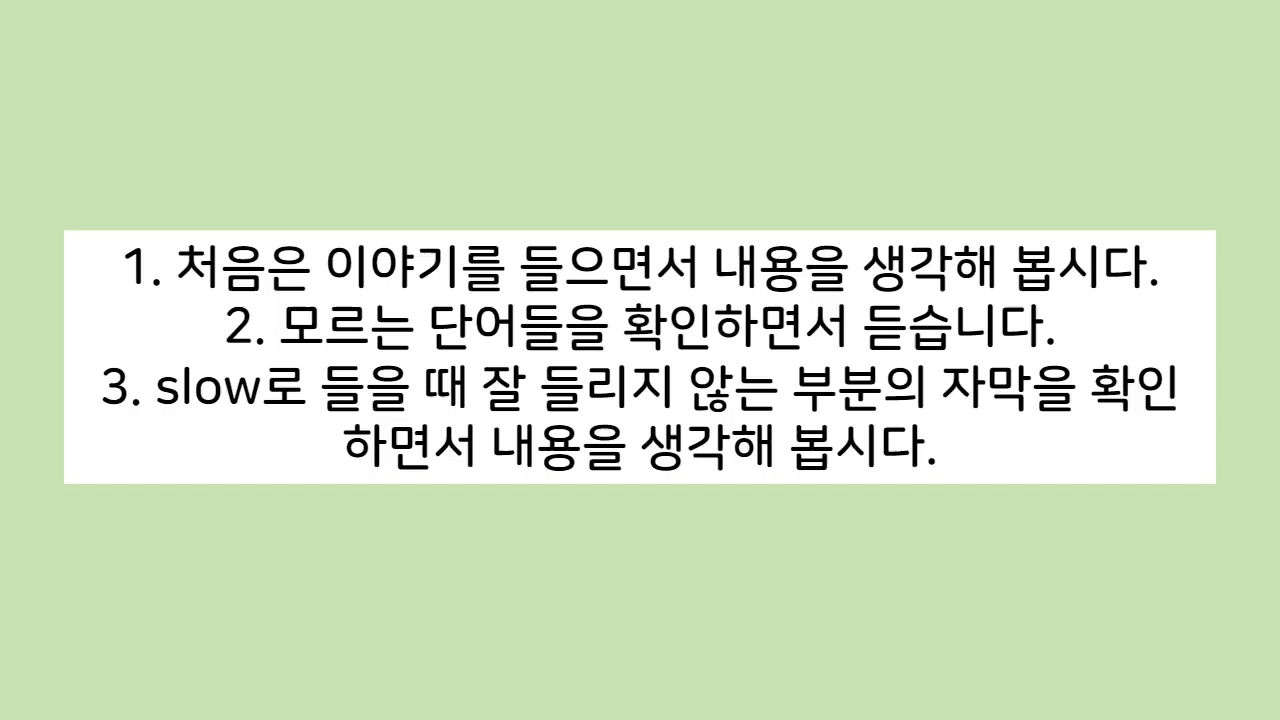 1. 처음은 이야기를 들으면서 내용을 생각해 봅시다.
2. 모르는 단어들을 확인하면서 듣습니다.
3. slow로 들을 때 잘 들리지 않는 부분의 자막을 확인
하면서 내용을 생각해 봅시다.